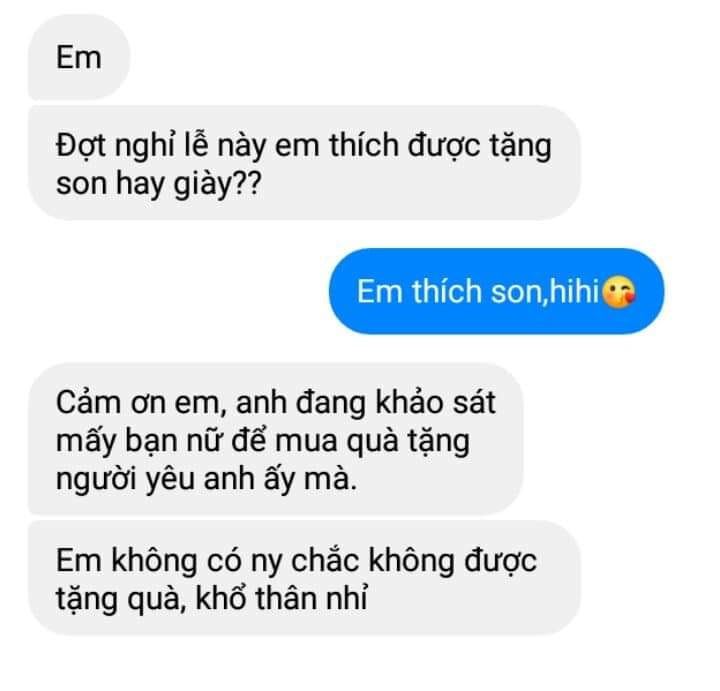 Em
Đợt nghỉ lễ này em thích được tặng
son hay giày??
Em thích son,hihi😘
Cảm ơn em, anh đang khảo sát
mấy bạn nữ để mua quà tặng
người yêu anh ấy mà.
Em không có ny chắc không được
tặng quà, khổ thân nhỉ